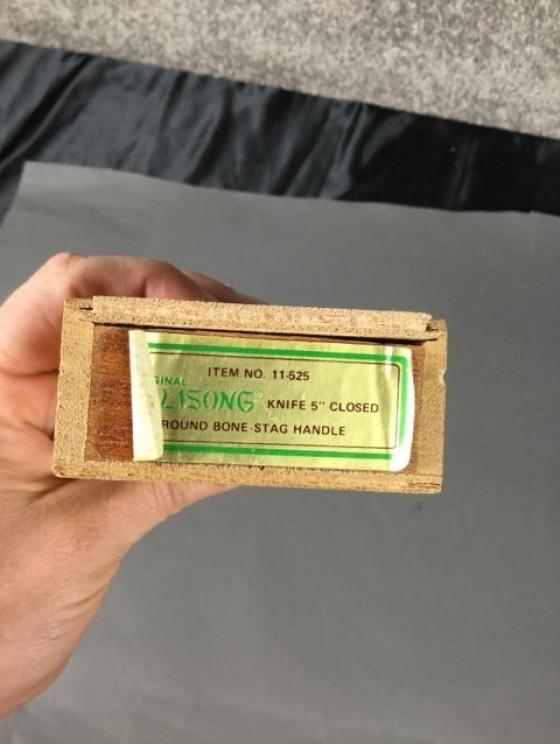 ITEM NO. 11-525
GINAL
LISONG® KNIFE 5" CLOSED
ROUND BONE-STAG HANDLE